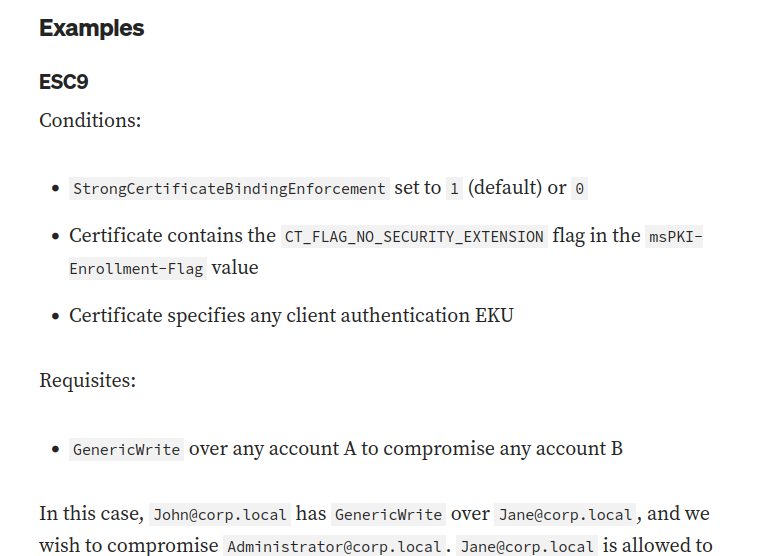 Examples
ESC9
Conditions:
• StrongCertificateBindingEnforcement set to 1 (default) or 0
• Certificate contains the CT_FLAG_NO_SECURITY_EXTENSION flag in the msPKI-
Enrollment-Flag value
• Certificate specifies any client authentication EKU
Requisites:
• GenericWrite over any account A to compromise any account B
In this case, John@corp.local has GenericWrite over Jane@corp.local, and we
wish to compromise Administrator@corp.local. Jane@corp.local is allowed to